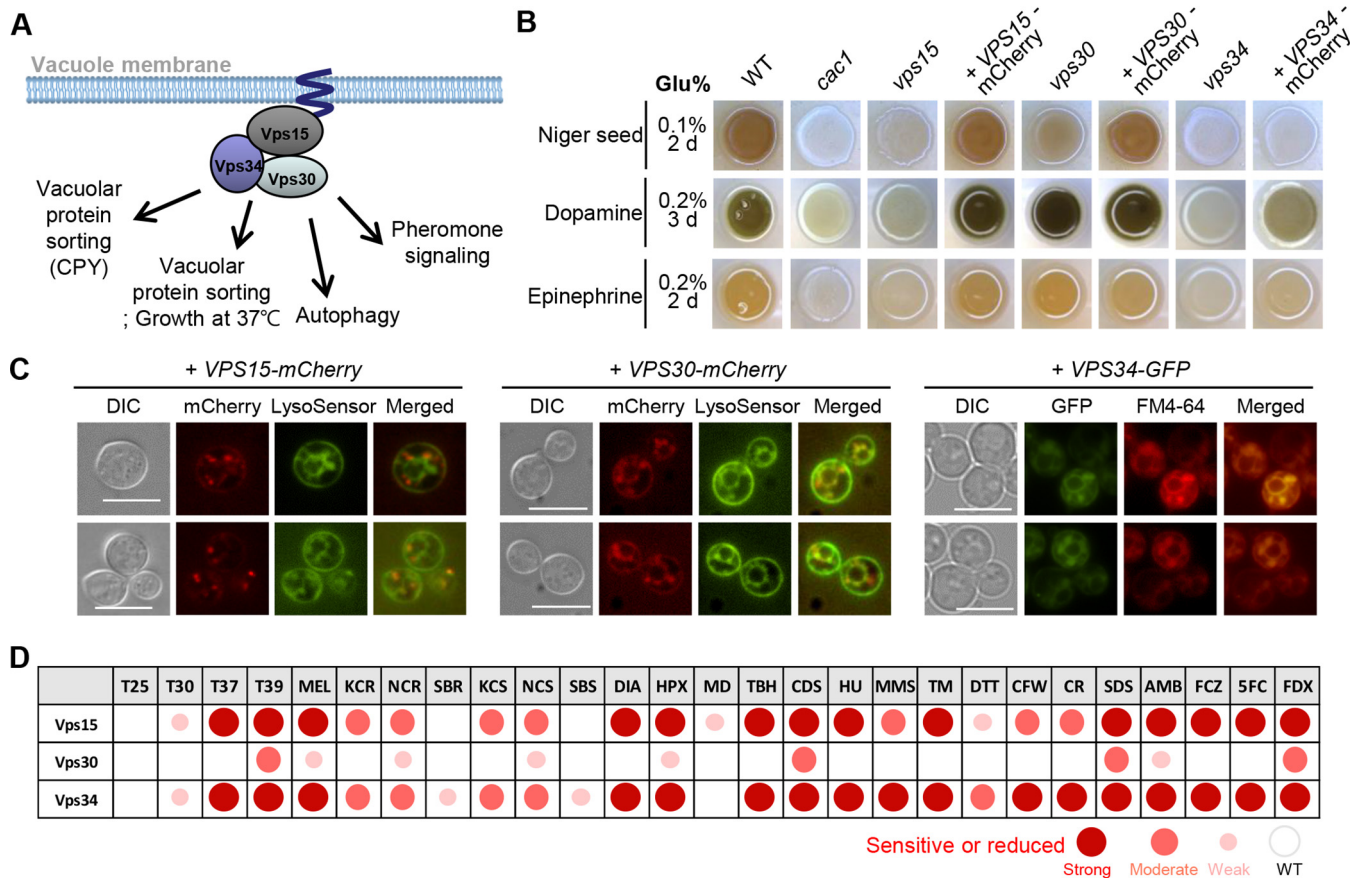 A
Vacuole membrane
Vps15
Vps34
Vps30
Vacuolar
protein
sorting
(CPY)
Vacuolar
protein sorting
; Growth at 37℃
Autophagy
Pheromone
signaling
B
Glu%
WT
cac1
vps15
+ VPS15-
mCherry
vps30
+ VPS30-
mCherry
vps34
+ VPS34-
mCherry
Niger seed
0.1%
2 d
Dopamine
0.2%
3 d
Epinephrine
0.2%
2 d
C
+ VPS15-mCherry
+ VPS30-mCherry
+ VPS34-GFP
DIC mCherry LysoSensor Merged
DIC mCherry LysoSensor Merged
DIC GFP FM4-64 Merged
D
T25 T30 T37 T39 MEL KCR NCR SBR KCS NCS SBS DIA HPX MD TBH CDS HU MMS TM DTT CFW CR SDS AMB FCZ 5FC FDX
Vps15
Vps30
Vps34
Sensitive or reduced
Strong Moderate Weak WT